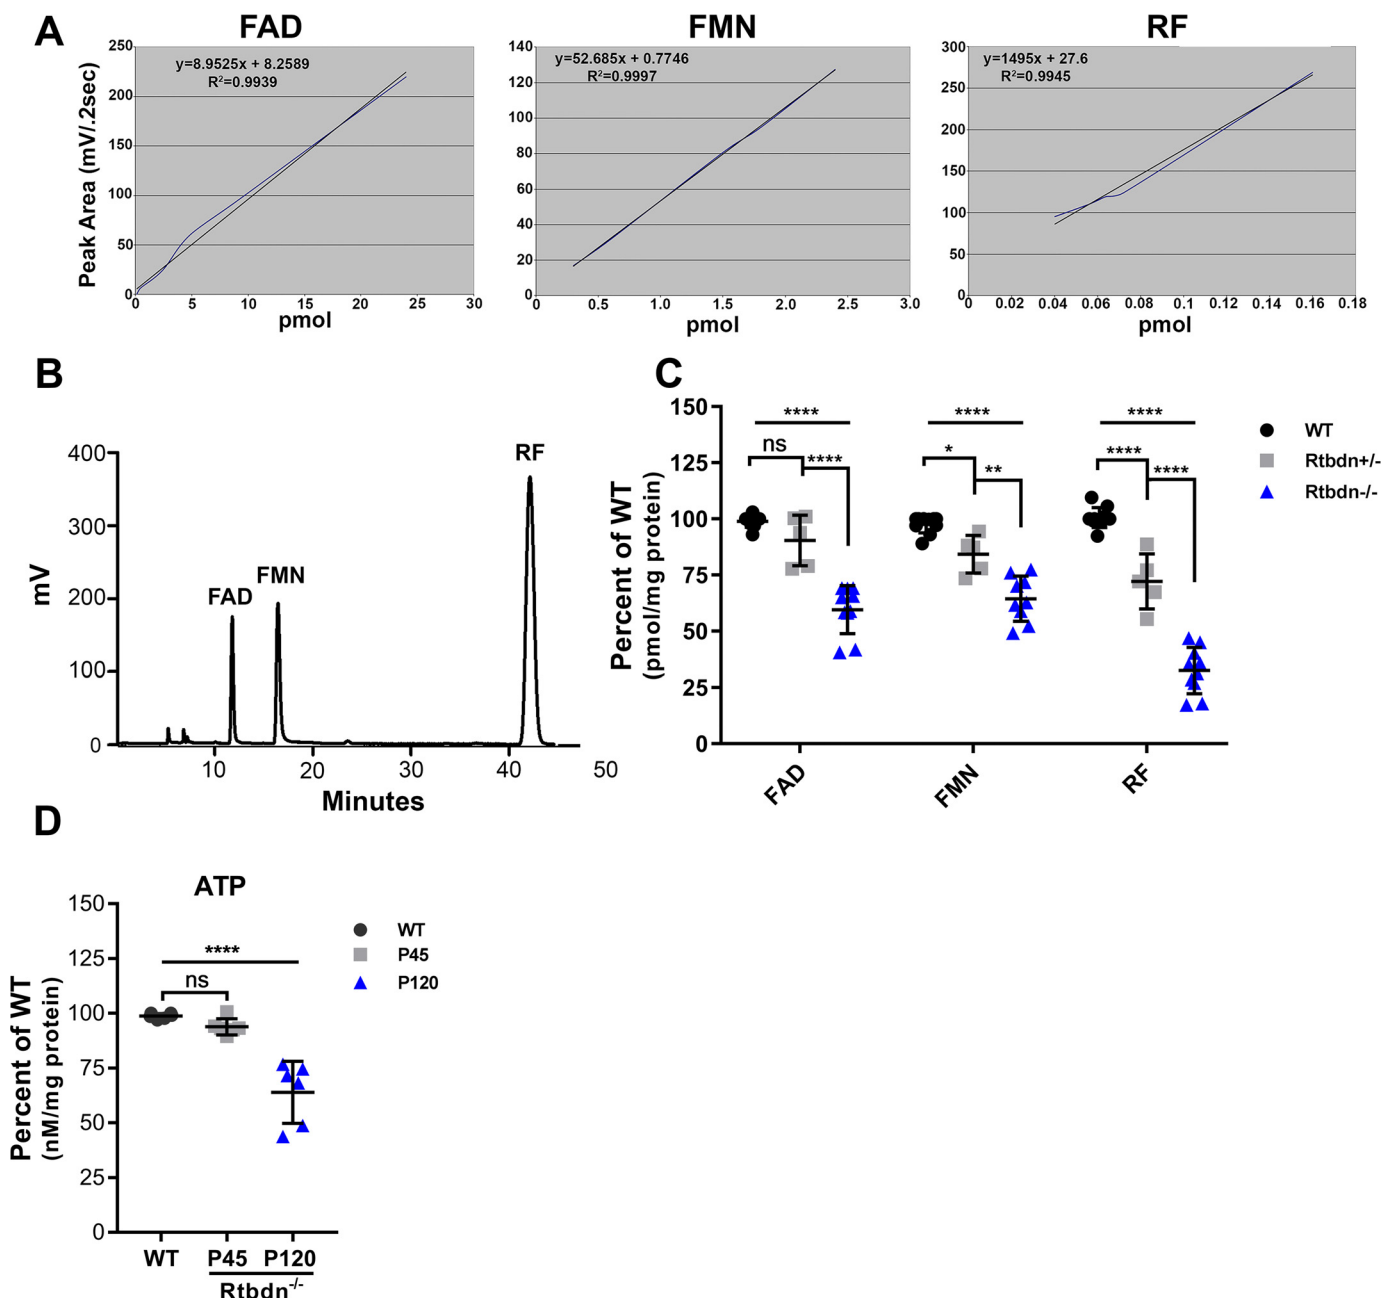 A
FAD
FMN
RF
Peak Area (mV/.2sec)
250
200
150
100
50
0
y=8.9525x + 8.2589
R²=0.9939
0 5 10 15 20 25 30
pmol
140
120
100
80
60
40
20
0
y=52.685x + 0.7746
R²=0.9997
0 0.5 1.0 1.5 2.0 2.5 3.0
pmol
300
250
200
150
100
50
0
y=1495x + 27.6
R²=0.9945
0 0.02 0.04 0.06 0.08 0.1 0.12 0.14 0.16 0.18
pmol
B
mV
400
300
200
100
0
FAD
FMN
RF
10 20 30 40 50
Minutes
C
Percent of WT
(pmol/mg protein)
150
125
100
75
50
25
0
**** **** ****
ns **** * ** **** ****
FAD FMN RF
WT
Rtbdn+/-
Rtbdn-/-
D
ATP
Percent of WT
(nM/mg protein)
150
125
100
75
50
25
0
****
ns
WT P45 P120
Rtbdn-/-
WT
P45
P120